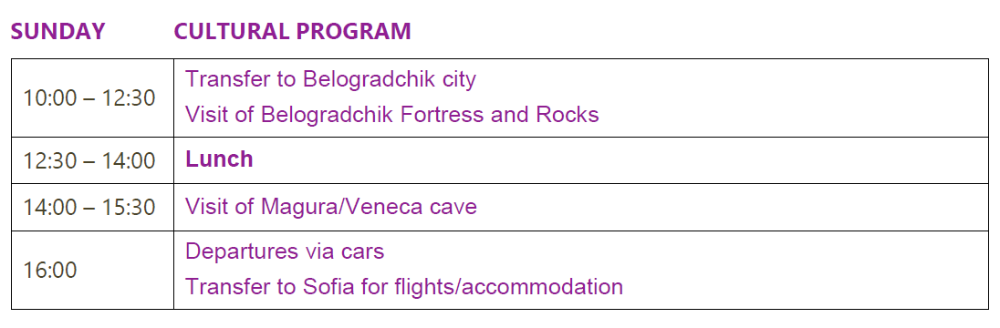 SUNDAY CULTURAL PROGRAM
10:00 – 12:30 Transfer to Belogradchik city
Visit of Belogradchik Fortress and Rocks
12:30 – 14:00 Lunch
14:00 – 15:30 Visit of Magura/Veneca cave
16:00 Departures via cars
Transfer to Sofia for flights/accommodation